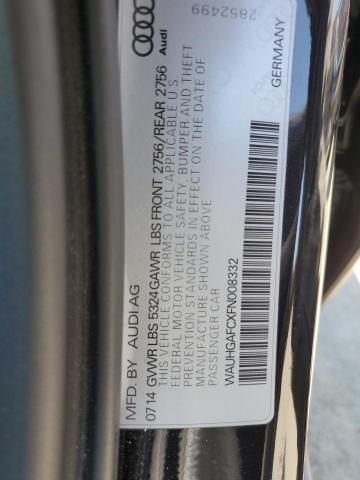 MFD. BY AUDI AG
Audi
07 14 GVWR LBS 5324 GAWR LBS FRONT 2756/REAR 2756
THIS VEHICLE CONFORMS TO ALL APPLICABLE U S
FEDERAL MOTOR VEHICLE SAFETY, BUMPER AND THEFT
PREVENTION STANDARDS IN EFFECT ON THE DATE OF
MANUFACTURE SHOWN ABOVE
PASSENGER CAR
WAUHGAFCXFN008332
GERMANY
2852499